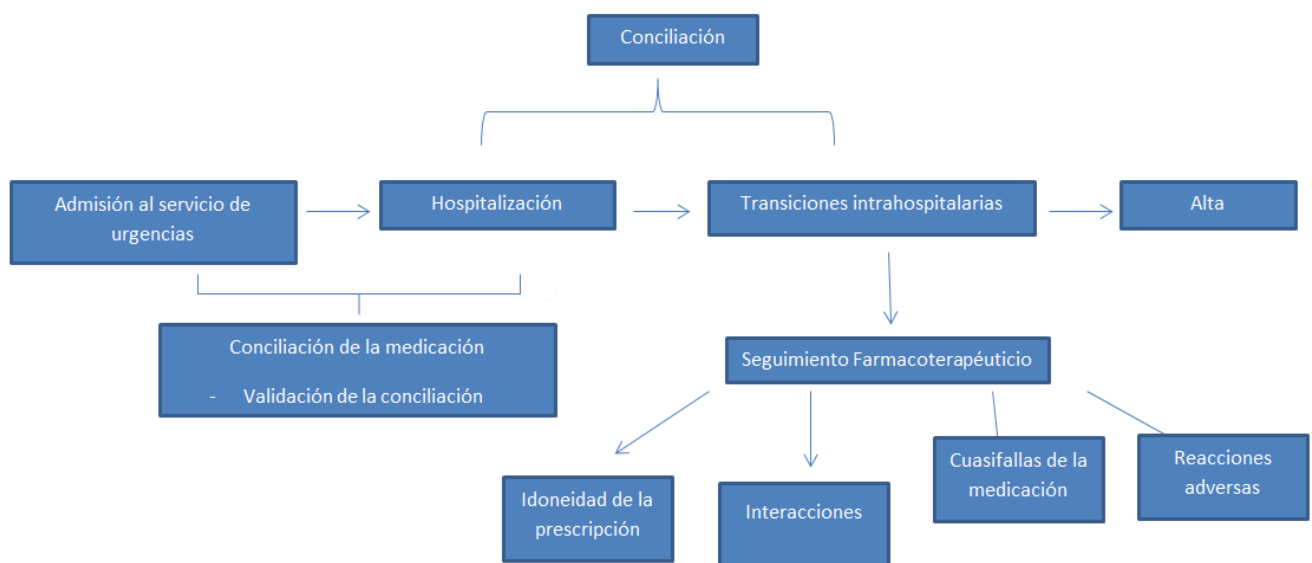 Conciliación
Admisión al servicio de
urgencias
Hospitalización
Transiciones intrahospitalarias
Alta
Conciliación de la medicación
- Validación de la conciliación
Seguimiento Farmacoterapéuticio
Idoneidad de la
prescripción
Interacciones
Cuasifallas de la
medicación
Reacciones
adversas